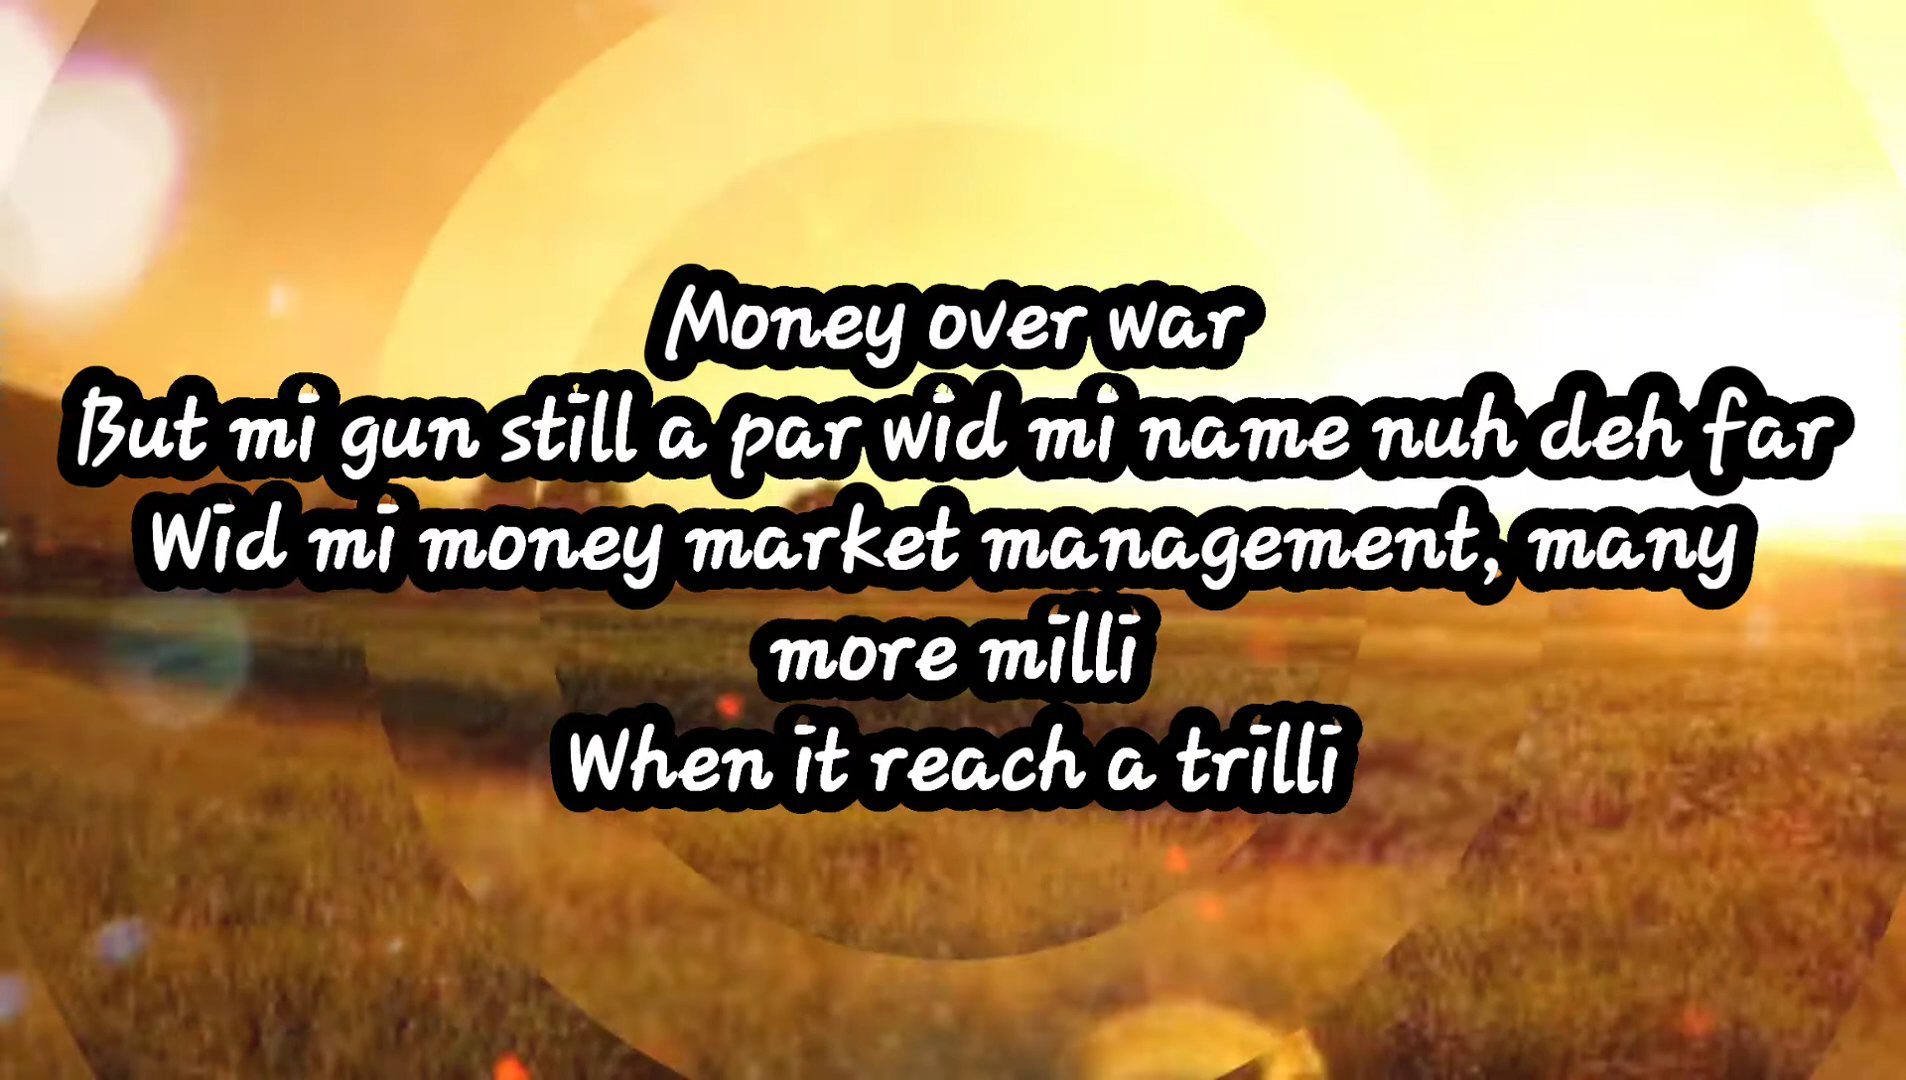 Money over war
But mi gun still a par wid mi name nuh deh far
Wid mi money market management, many
more milli
When it reach a trilli